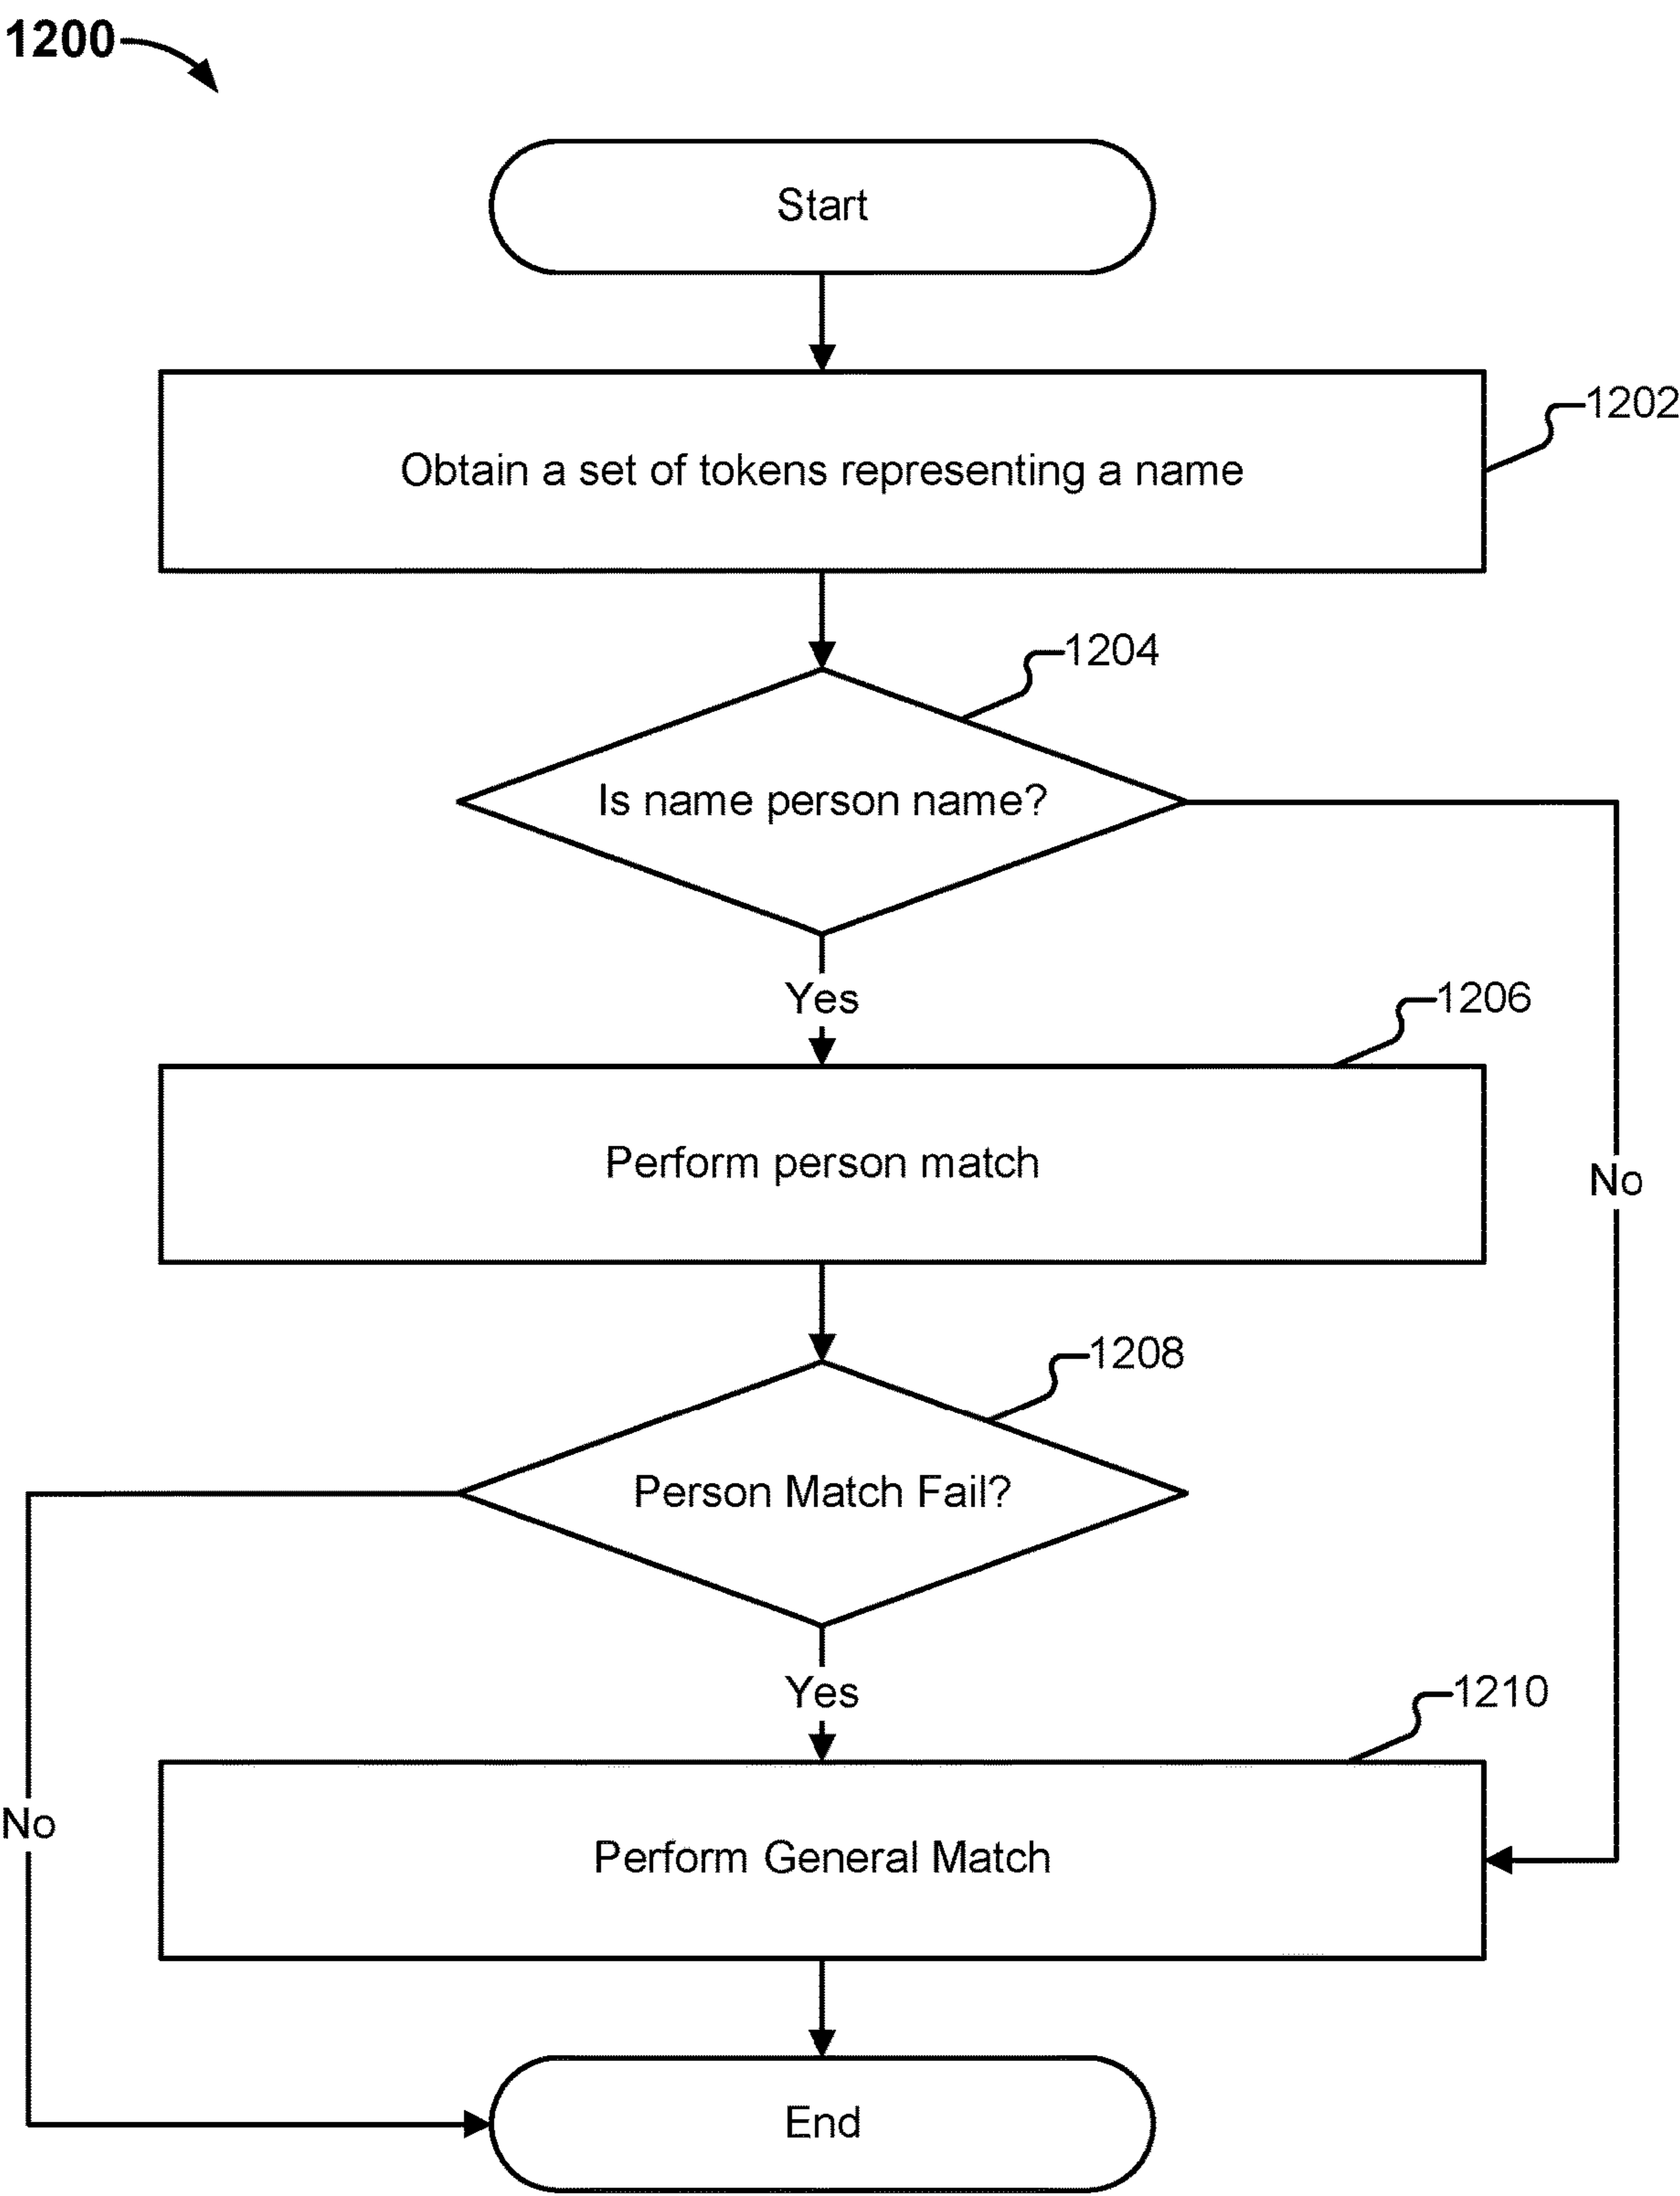 1200
Start
1202
Obtain a set of tokens representing a name
1204
Is name person name?
Yes
1206
Perform person match
No
1208
Person Match Fail?
Yes
1210
No
Perform General Match
End